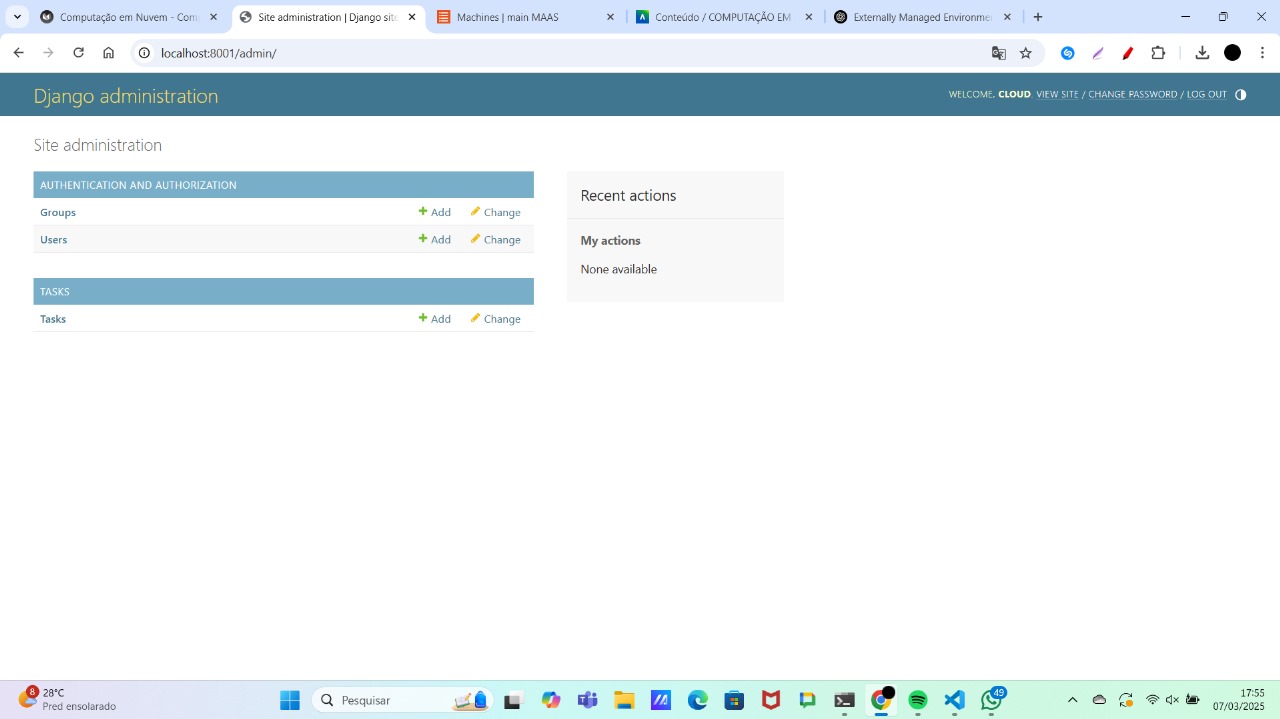 Computação em Nuvem | Comp
Site administration | Django site
Machines | main MAAS
Conteúdo / COMPUTAÇÃO EM
Externally Managed Environme
localhost:8001/admin/
Django administration
WELCOME, CLOUD. VIEW SITE / CHANGE PASSWORD / LOG OUT
Site administration
AUTHENTICATION AND AUTHORIZATION
Groups Add Change
Users Add Change
TASKS
Tasks Add Change
Recent actions
My actions
None available
8
28°C
Pred ensolarado
Pesquisar
49
17:55
07/03/2025